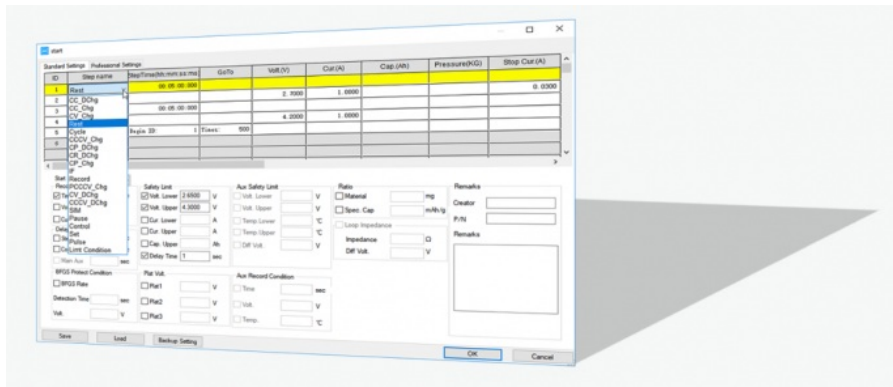 start
Standard Settings Professional Settings
ID Step name StepTime(hh:mm:ss:ms) GoTo Volt.(V) Cur.(A) Cap.(Ah) Pressure(KG) Stop Cur.(A)
1 Rest 00:05:00:000
2 2.7000 1.0000 0.0300
3 00:05:00:000
4 4.2000 1.0000
5 Begin ID: 1 Times: 500
6
CC_DChg
CC_Chg
CV_Chg
Rest
Cycle
CCCV_Chg
CP_DChg
CR_DChg
CP_Chg
IF
Record
PCCCV_Chg
CV_DChg
CCCV_DChg
SIM
Pause
Control
Set
Pulse
Limt Condition
Start
Main Aux sec
BFGS Protect Condition
BFGS Rate
Detection Time sec
Volt. V
Safety Limit
Volt. Lower 2.6500 V
Volt. Upper 4.3000 V
Cur. Lower A
Cur. Upper A
Cap. Upper Ah
Delay Time 1 sec
Plat Volt.
Plat1 V
Plat2 V
Plat3 V
Aux Safety Limit
Volt. Lower V
Volt. Upper V
Temp.Lower ℃
Temp.Upper ℃
Diff Volt. V
Aux Record Condition
Time sec
Volt. V
Temp. ℃
Ratio
Material mg
Spec. Cap mAh/g
Loop Impedance
Impedance Ω
Diff Volt. V
Remarks
Creator
P/N
Remarks
Save Load Backup Setting OK Cancel